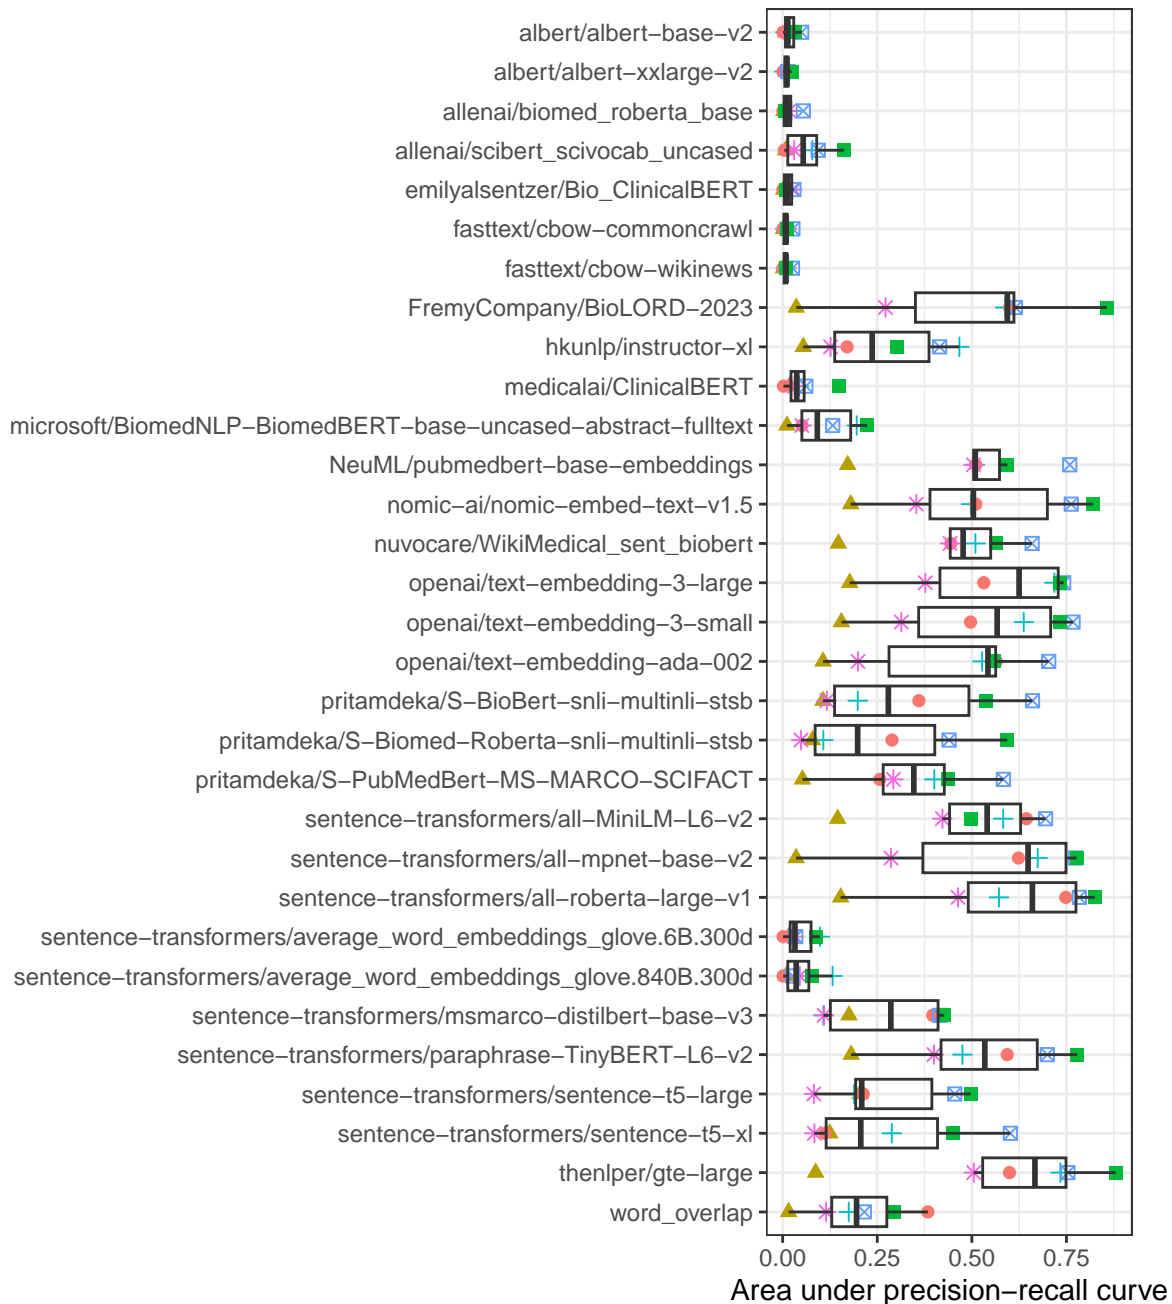 albert/albert−base−v2
albert/albert−xxlarge−v2
allenai/biomed_roberta_base
allenai/scibert_scivocab_uncased
emilyalsentzer/Bio_ClinicalBERT
fasttext/cbow−commoncrawl
fasttext/cbow−wikinews
FremyCompany/BioLORD−2023
hkunlp/instructor−xl
medicalai/ClinicalBERT
microsoft/BiomedNLP−BiomedBERT−base−uncased−abstract−fulltext
NeuML/pubmedbert−base−embeddings
nomic−ai/nomic−embed−text−v1.5
nuvocare/WikiMedical_sent_biobert
openai/text−embedding−3−large
openai/text−embedding−3−small
openai/text−embedding−ada−002
pritamdeka/S−BioBert−snli−multinli−stsb
pritamdeka/S−Biomed−Roberta−snli−multinli−stsb
pritamdeka/S−PubMedBert−MS−MARCO−SCIFACT
sentence−transformers/all−MiniLM−L6−v2
sentence−transformers/all−mpnet−base−v2
sentence−transformers/all−roberta−large−v1
sentence−transformers/average_word_embeddings_glove.6B.300d
sentence−transformers/average_word_embeddings_glove.840B.300d
sentence−transformers/msmarco−distilbert−base−v3
sentence−transformers/paraphrase−TinyBERT−L6−v2
sentence−transformers/sentence−t5−large
sentence−transformers/sentence−t5−xl
thenlper/gte−large
word_overlap
0.00 0.25 0.50 0.75
Area under precision−recall curve